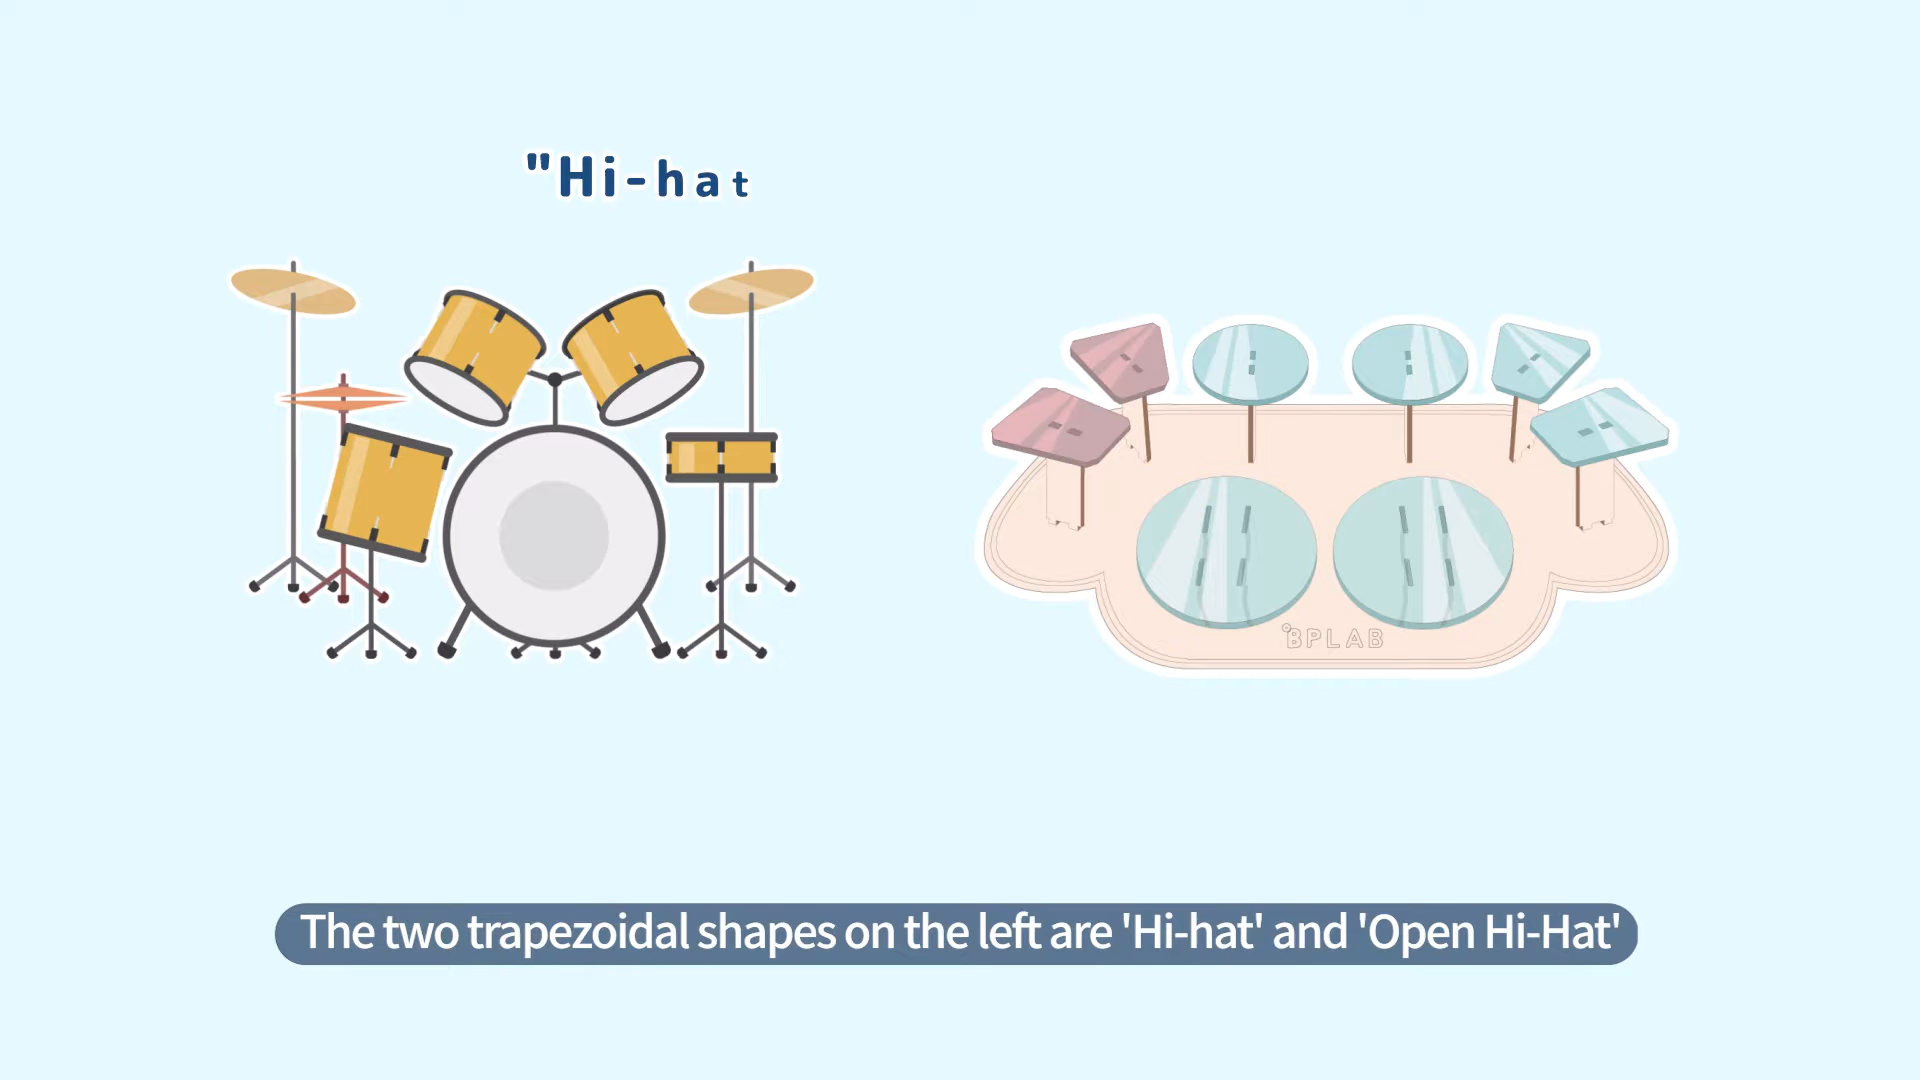 "Hi-hat
BPLAB
The two trapezoidal shapes on the left are 'Hi-hat' and 'Open Hi-Hat'